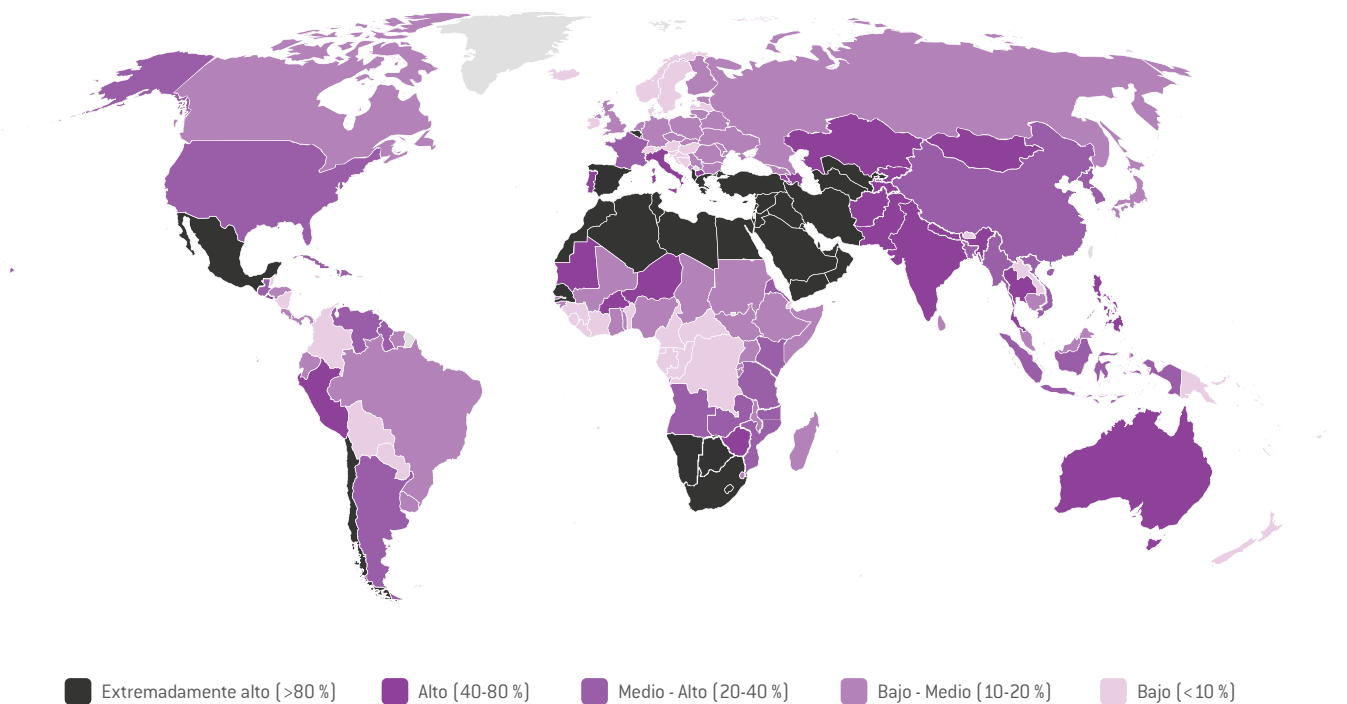 Extremadamente alto (>80 %) Alto (40-80 %) Medio - Alto (20-40 %) Bajo - Medio (10-20 %) Bajo (<10 %)